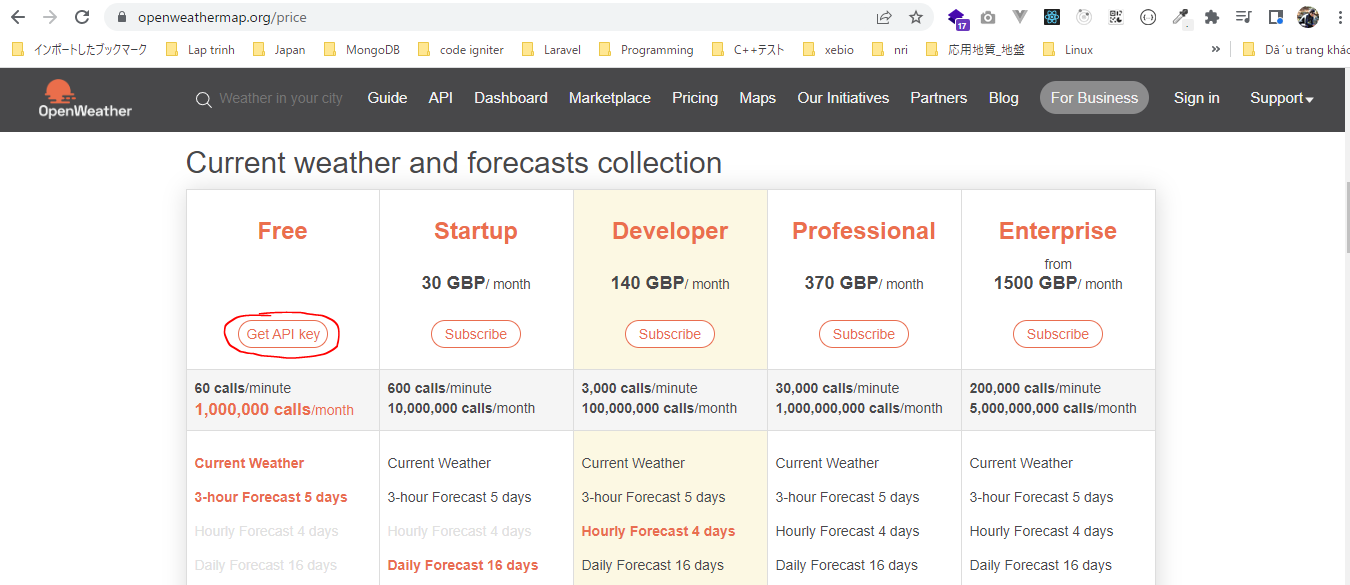 openweathermap.org/price
17
インポートしたブックマーク Lap trinh Japan MongoDB code igniter Laravel Programming C++テスト xebio nri 応用地質_地盤 Linux » Dấu trang khác
OpenWeather Weather in your city Guide API Dashboard Marketplace Pricing Maps Our Initiatives Partners Blog For Business Sign in Support
Current weather and forecasts collection
Free Startup Developer Professional Enterprise
from
30 GBP/ month 140 GBP/ month 370 GBP/ month 1500 GBP/ month
Get API key Subscribe Subscribe Subscribe Subscribe
60 calls/minute 600 calls/minute 3,000 calls/minute 30,000 calls/minute 200,000 calls/minute
1,000,000 calls/month 10,000,000 calls/month 100,000,000 calls/month 1,000,000,000 calls/month 5,000,000,000 calls/month
Current Weather Current Weather Current Weather Current Weather Current Weather
3-hour Forecast 5 days 3-hour Forecast 5 days 3-hour Forecast 5 days 3-hour Forecast 5 days 3-hour Forecast 5 days
Hourly Forecast 4 days Hourly Forecast 4 days Hourly Forecast 4 days Hourly Forecast 4 days Hourly Forecast 4 days
Daily Forecast 16 days Daily Forecast 16 days Daily Forecast 16 days Daily Forecast 16 days Daily Forecast 16 days